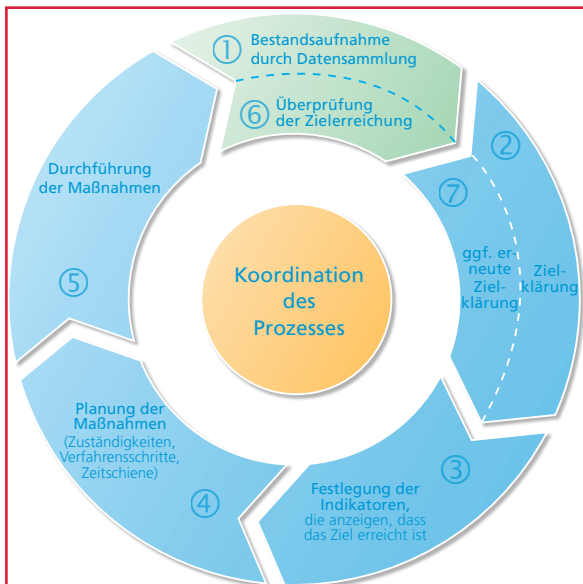 ① Bestandsaufnahme
durch Datensammlung
⑥ Überprüfung
der Zielerreichung
②
Ziel-
klärung
⑦
ggf. er-
neute
Ziel-
klärung
③
Festlegung der
Indikatoren,
die anzeigen, dass
das Ziel erreicht ist
Planung der
Maßnahmen
(Zuständigkeiten,
Verfahrensschritte,
Zeitschiene)
④
Durchführung
der Maßnahmen
⑤
Koordination
des
Prozesses